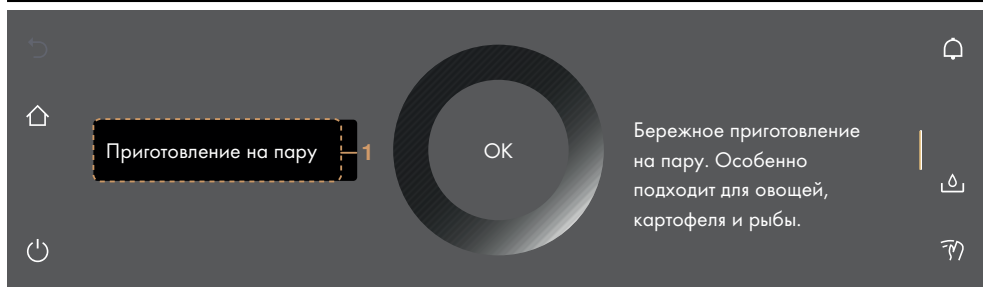 Приготовление на пару
1
OK
Бережное приготовление
на пару. Особенно
подходит для овощей,
картофеля и рыбы.